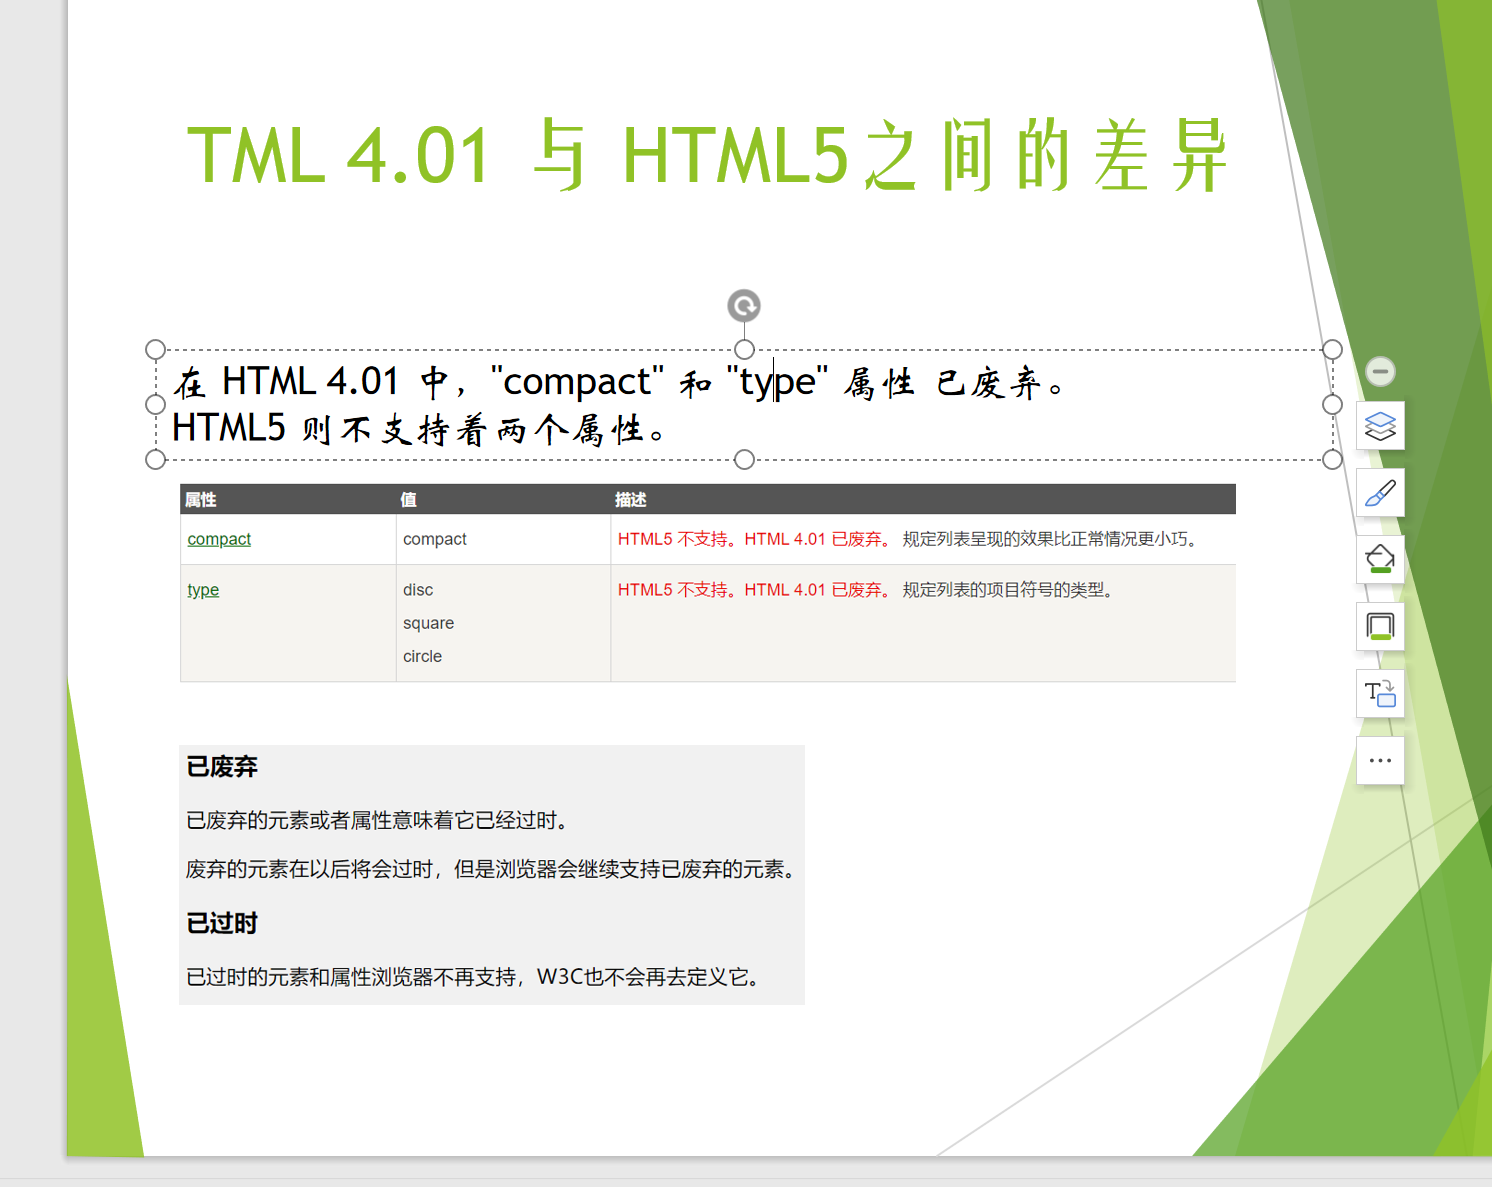 TML 4.01 与 HTML5之间的差异
在 HTML 4.01 中，"compact" 和 "type" 属性 已废弃。
HTML5 则不支持着两个属性。
属性 值 描述
compact compact HTML5 不支持。HTML 4.01 已废弃。 规定列表呈现的效果比正常情况更小巧。
type disc HTML5 不支持。HTML 4.01 已废弃。 规定列表的项目符号的类型。
square
circle
已废弃
已废弃的元素或者属性意味着它已经过时。
废弃的元素在以后将会过时，但是浏览器会继续支持已废弃的元素。
已过时
已过时的元素和属性浏览器不再支持，W3C也不会再去定义它。